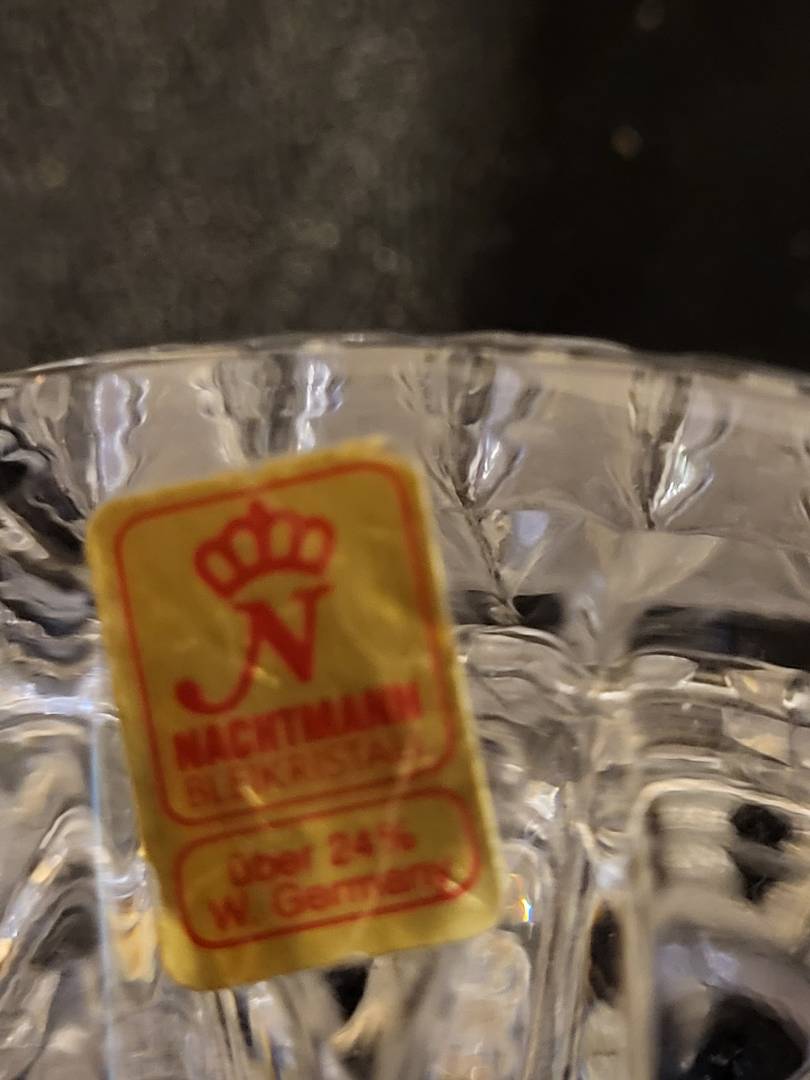 N
NACHTMANN
BLEIKRISTALL
über 24%
W. Germany